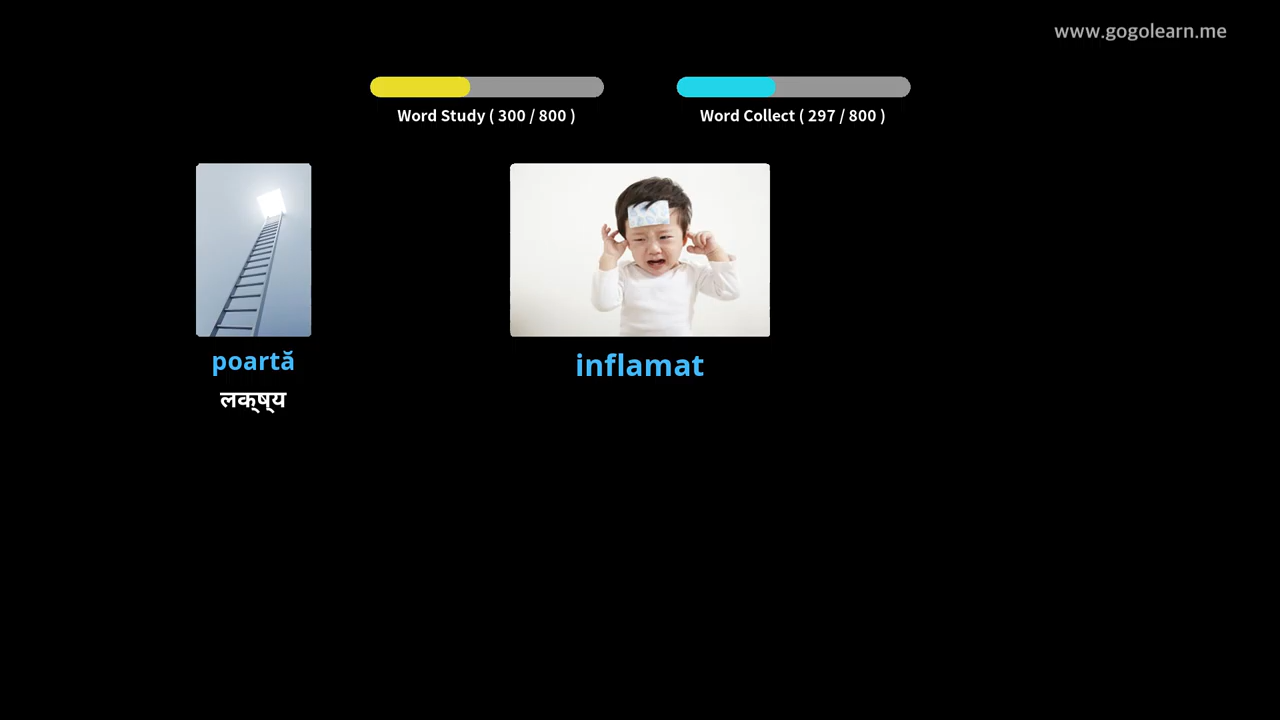 www.gogolearn.me
Word Study ( 300 / 800 )
Word Collect ( 297 / 800 )
poartă
लक्ष्य
inflamat